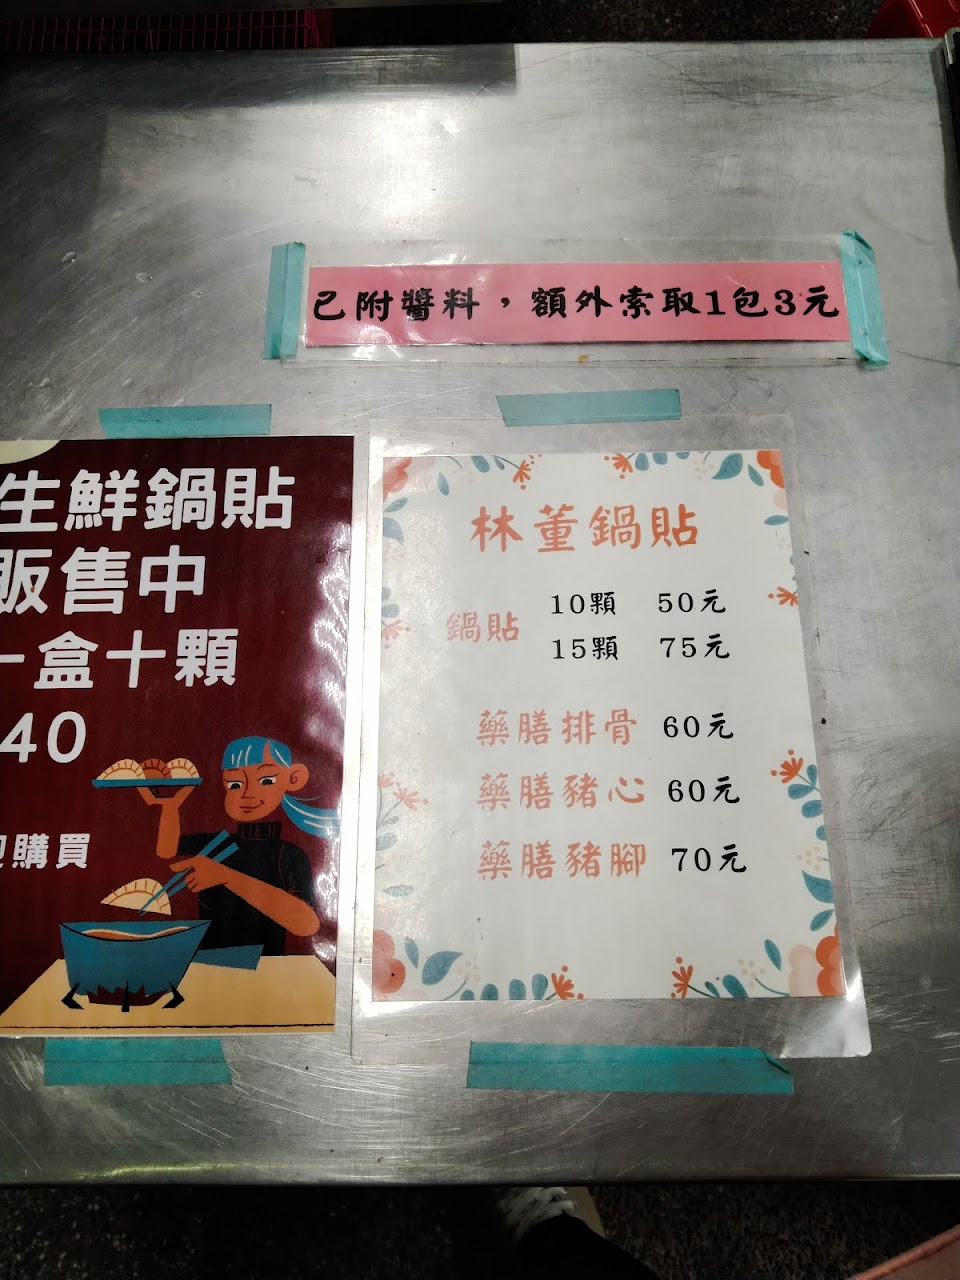 已附醬料，額外索取1包3元
生鮮鍋貼
販售中
一盒十顆
40
購買
林董鍋貼
鍋貼 10顆 50元
15顆 75元
藥膳排骨 60元
藥膳豬心 60元
藥膳豬腳 70元